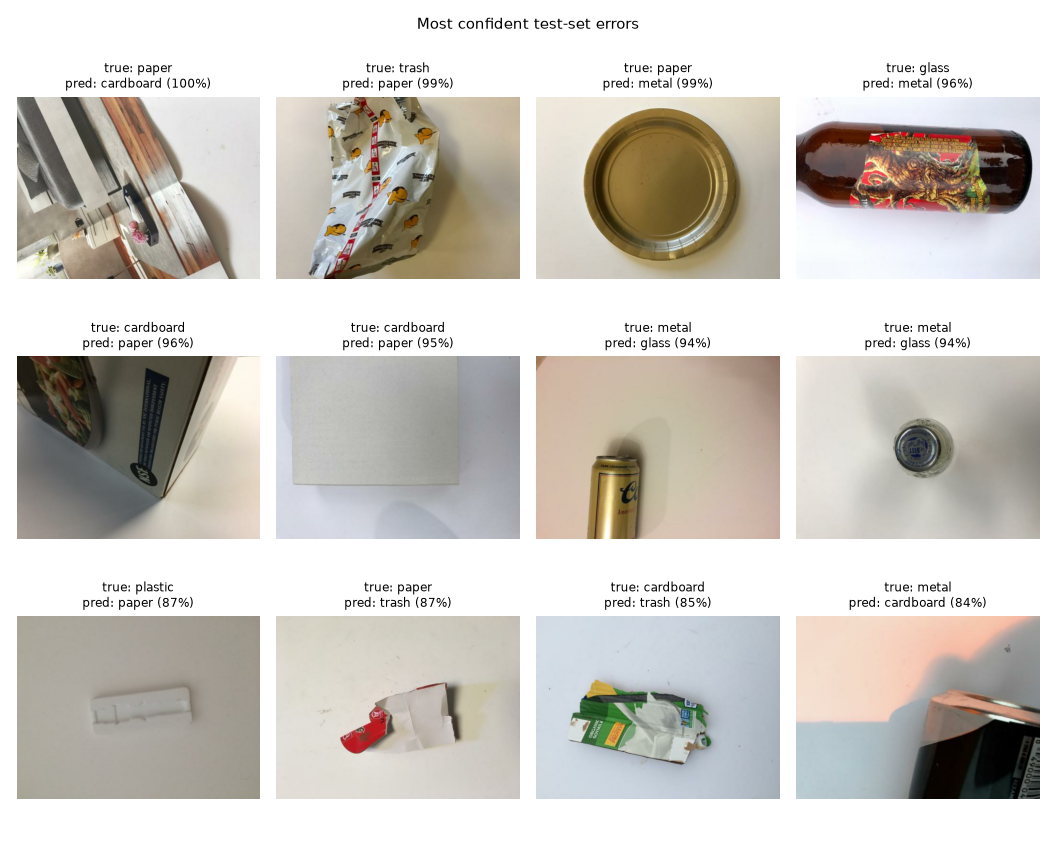 Most confident test-set errors
true: paper
pred: cardboard (100%)
true: trash
pred: paper (99%)
true: paper
pred: metal (99%)
true: glass
pred: metal (96%)
true: cardboard
pred: paper (96%)
true: cardboard
pred: paper (95%)
true: metal
pred: glass (94%)
true: metal
pred: glass (94%)
true: plastic
pred: paper (87%)
true: paper
pred: trash (87%)
true: cardboard
pred: trash (85%)
true: metal
pred: cardboard (84%)